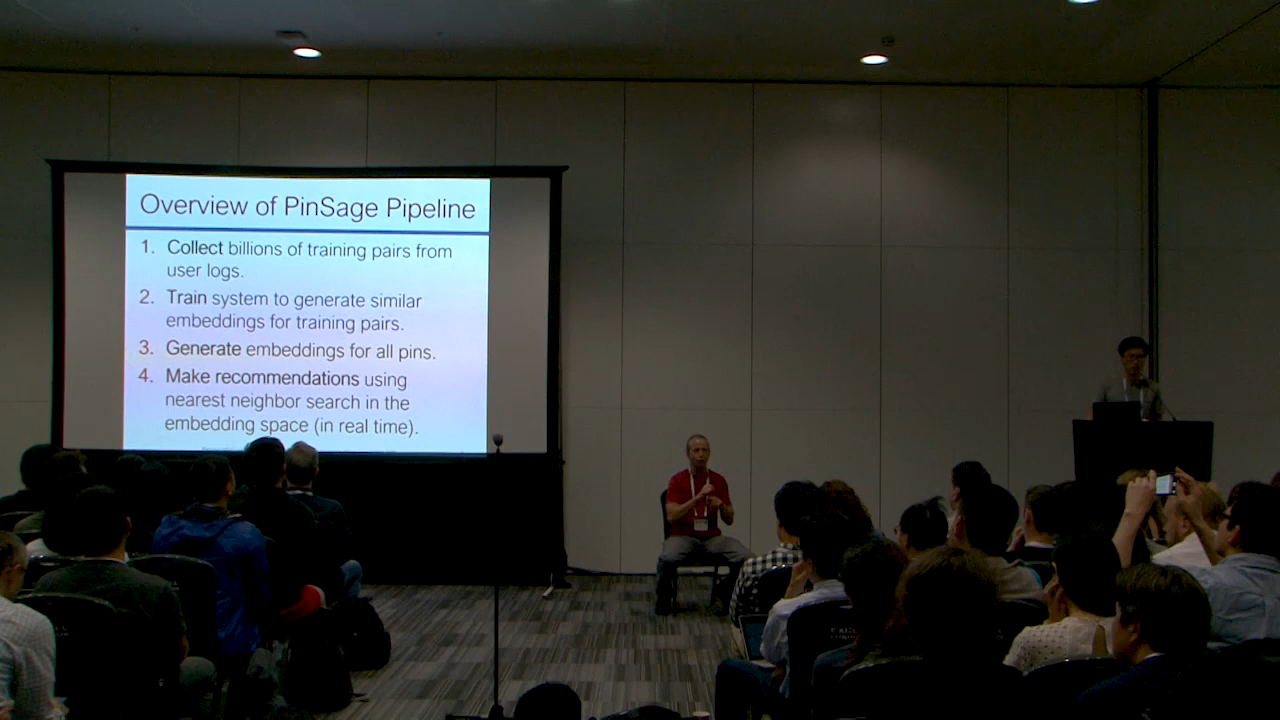 Overview of PinSage Pipeline
1. Collect billions of training pairs from
user logs.
2. Train system to generate similar
embeddings for training pairs.
3. Generate embeddings for all pins.
4. Make recommendations using
nearest neighbor search in the
embedding space (in real time).